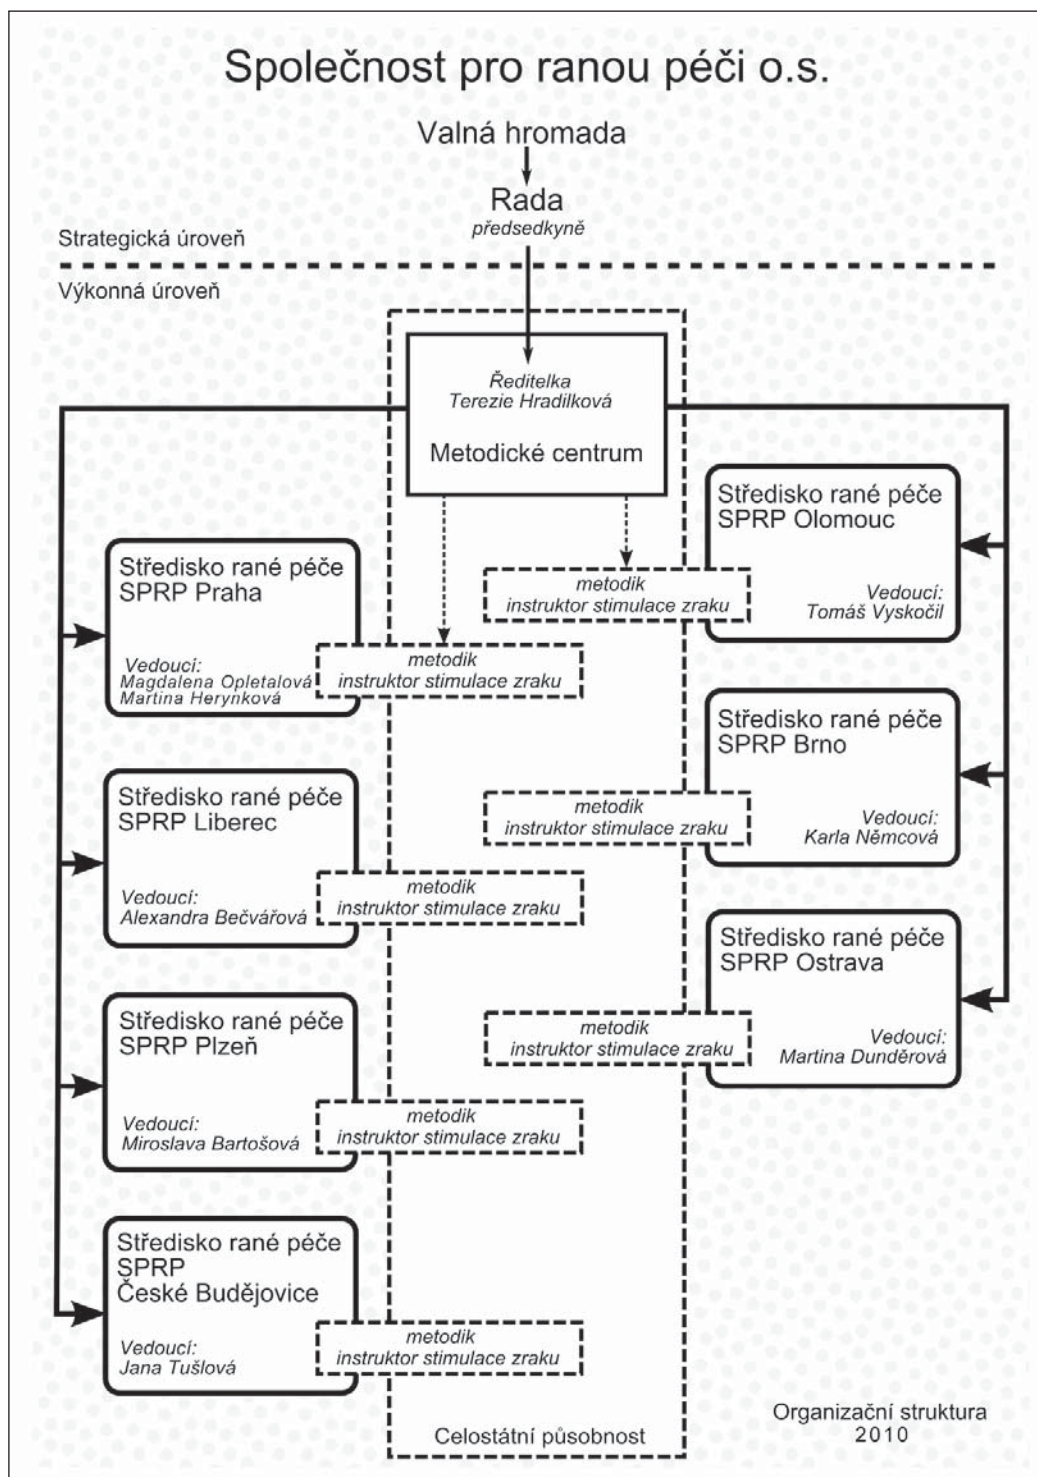 Společnost pro ranou péči o.s.
Valná hromada
Rada
předsedkyně
Strategická úroveň
Výkonná úroveň
Ředitelka
Terezie Hradilková
Metodické centrum
Středisko rané péče
SPRP Olomouc
Vedoucí:
Tomáš Vyskočil
metodik
instruktor stimulace zraku
Středisko rané péče
SPRP Praha
Vedoucí:
Magdalena Opletalová
Martina Herynková
metodik
instruktor stimulace zraku
Středisko rané péče
SPRP Brno
Vedoucí:
Karla Němcová
metodik
instruktor stimulace zraku
Středisko rané péče
SPRP Liberec
Vedoucí:
Alexandra Bečvářová
metodik
instruktor stimulace zraku
Středisko rané péče
SPRP Ostrava
Vedoucí:
Martina Dunděrová
metodik
instruktor stimulace zraku
Středisko rané péče
SPRP Plzeň
Vedoucí:
Miroslava Bartošová
metodik
instruktor stimulace zraku
Středisko rané péče
SPRP
České Budějovice
Vedoucí:
Jana Tušlová
metodik
instruktor stimulace zraku
Celostátní působnost
Organizační struktura
2010